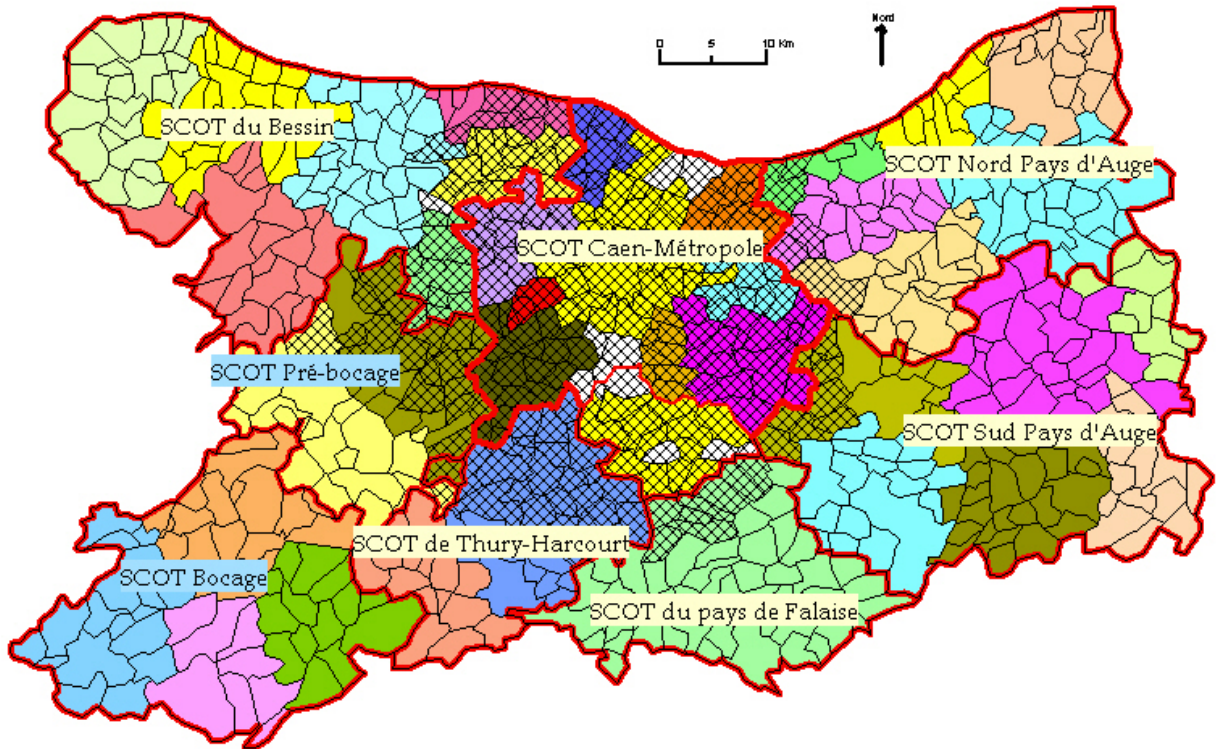 Nord
0 5 10 Km
SCOT du Bessin
SCOT Nord Pays d'Auge
SCOT Caen-Métropole
SCOT Pré-bocage
SCOT Sud Pays d'Auge
SCOT de Thury-Harcourt
SCOT Bocage
SCOT du pays de Falaise